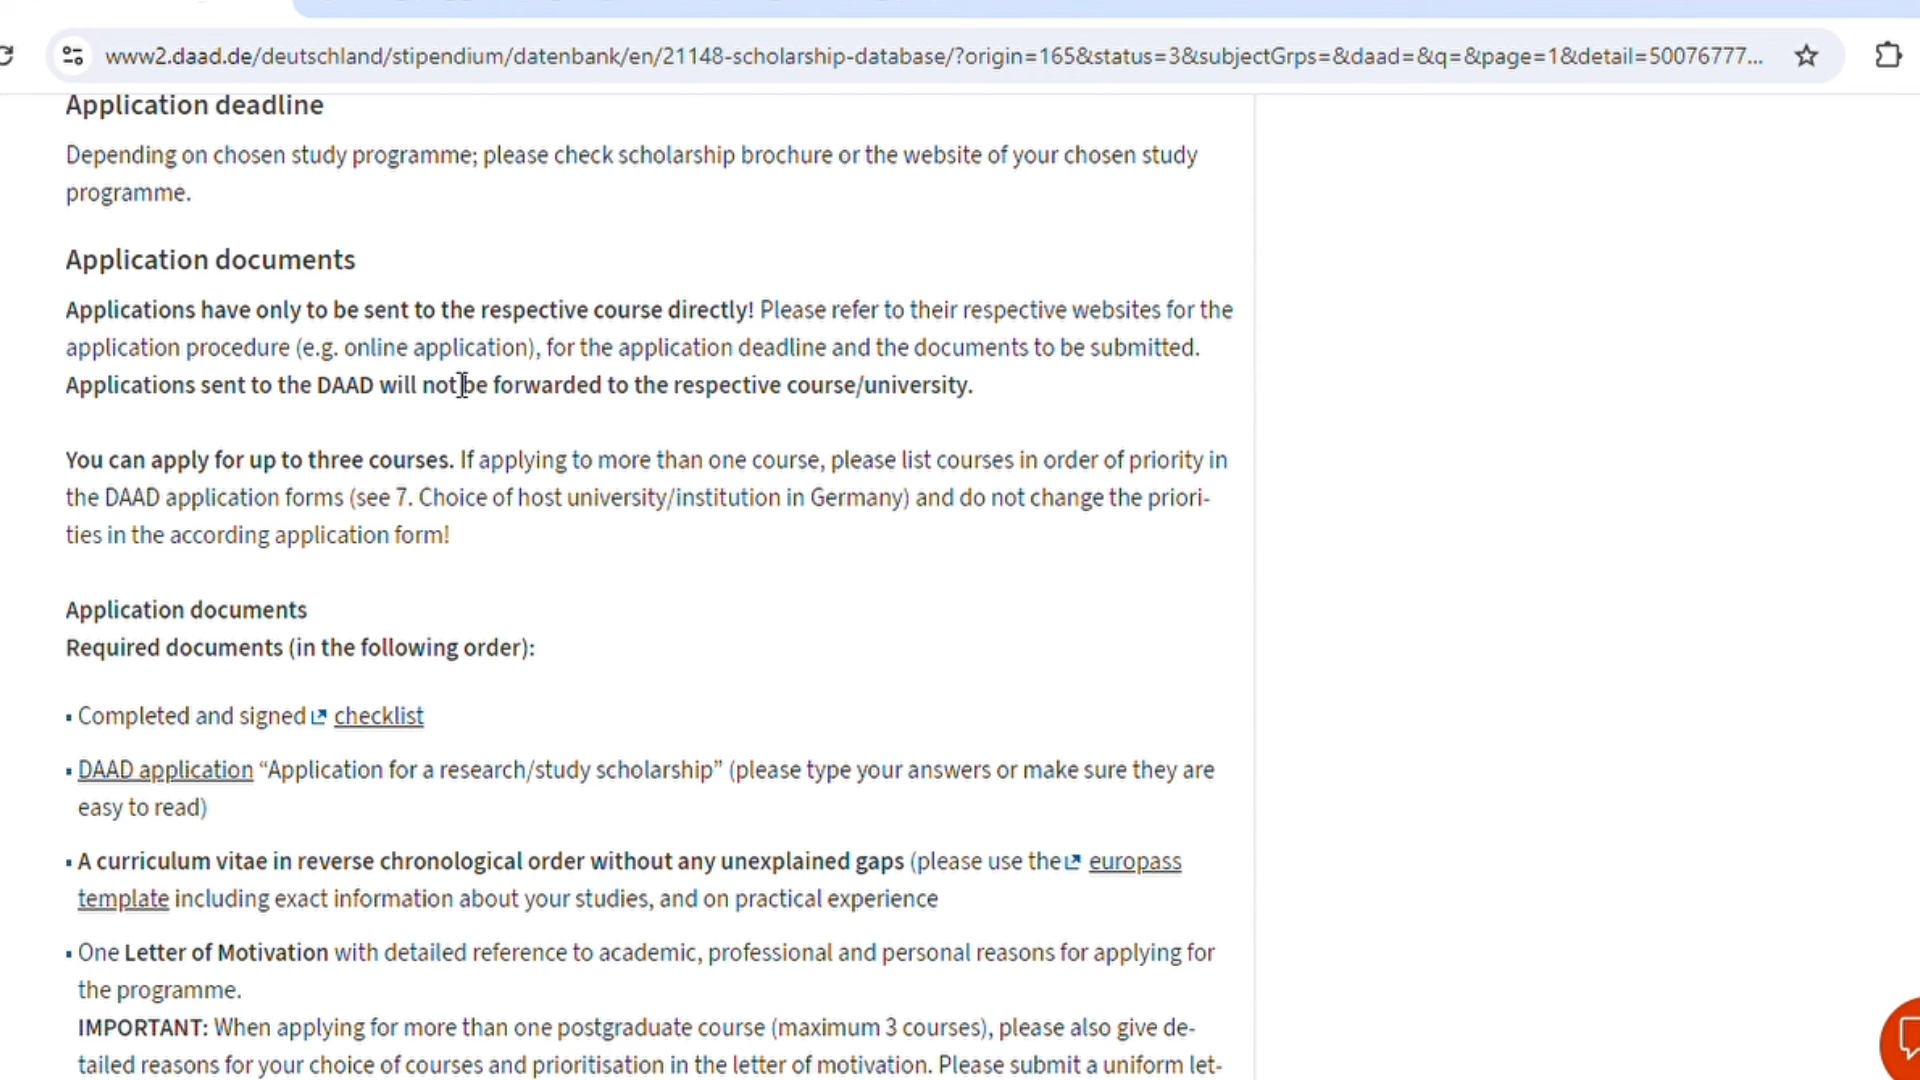 www2.daad.de/deutschland/stipendium/datenbank/en/21148-scholarship-database/?origin=165&status=3&subjectGrps=&daad=&q=&page=1&detail=50076777...
Application deadline
Depending on chosen study programme; please check scholarship brochure or the website of your chosen study
programme.
Application documents
Applications have only to be sent to the respective course directly! Please refer to their respective websites for the
application procedure (e.g. online application), for the application deadline and the documents to be submitted.
Applications sent to the DAAD will not be forwarded to the respective course/university.
You can apply for up to three courses. If applying to more than one course, please list courses in order of priority in
the DAAD application forms (see 7. Choice of host university/institution in Germany) and do not change the priori-
ties in the according application form!
Application documents
Required documents (in the following order):
▪ Completed and signed checklist
▪ DAAD application “Application for a research/study scholarship” (please type your answers or make sure they are
easy to read)
▪ A curriculum vitae in reverse chronological order without any unexplained gaps (please use the europass
template including exact information about your studies, and on practical experience
▪ One Letter of Motivation with detailed reference to academic, professional and personal reasons for applying for
the programme.
IMPORTANT: When applying for more than one postgraduate course (maximum 3 courses), please also give de-
tailed reasons for your choice of courses and prioritisation in the letter of motivation. Please submit a uniform let-